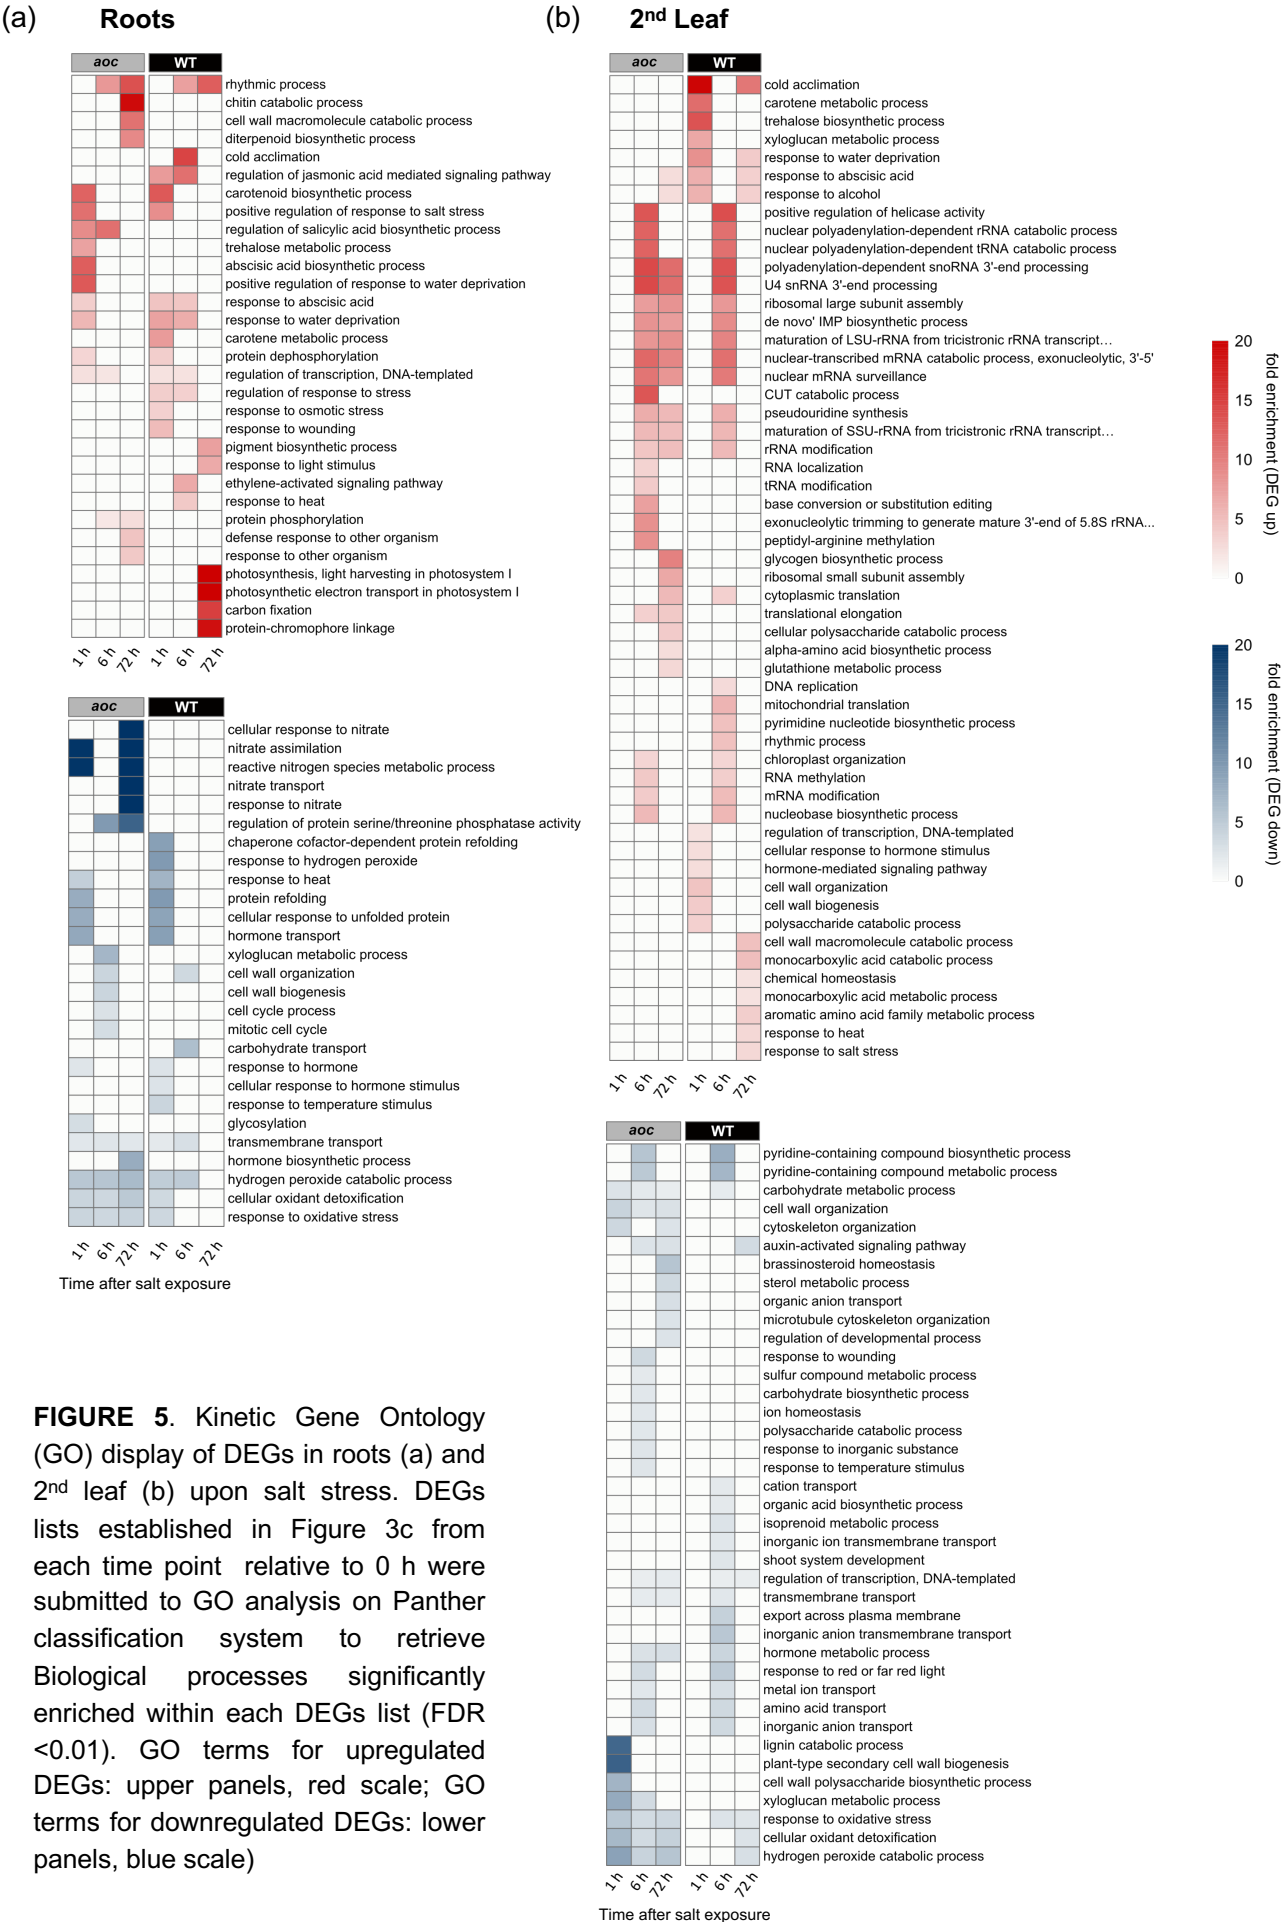 (a) Roots
aoc WT
rhythmic process
chitin catabolic process
cell wall macromolecule catabolic process
diterpenoid biosynthetic process
cold acclimation
regulation of jasmonic acid mediated signaling pathway
carotenoid biosynthetic process
positive regulation of response to salt stress
regulation of salicylic acid biosynthetic process
trehalose metabolic process
abscisic acid biosynthetic process
positive regulation of response to water deprivation
response to abscisic acid
response to water deprivation
carotene metabolic process
protein dephosphorylation
regulation of transcription, DNA-templated
regulation of response to stress
response to osmotic stress
response to wounding
pigment biosynthetic process
response to light stimulus
ethylene-activated signaling pathway
response to heat
protein phosphorylation
defense response to other organism
response to other organism
photosynthesis, light harvesting in photosystem I
photosynthetic electron transport in photosystem I
carbon fixation
protein-chromophore linkage
1 h 6 h 72 h 1 h 6 h 72 h
aoc WT
cellular response to nitrate
nitrate assimilation
reactive nitrogen species metabolic process
nitrate transport
response to nitrate
regulation of protein serine/threonine phosphatase activity
chaperone cofactor-dependent protein refolding
response to hydrogen peroxide
response to heat
protein refolding
cellular response to unfolded protein
hormone transport
xyloglucan metabolic process
cell wall organization
cell wall biogenesis
cell cycle process
mitotic cell cycle
carbohydrate transport
response to hormone
cellular response to hormone stimulus
response to temperature stimulus
glycosylation
transmembrane transport
hormone biosynthetic process
hydrogen peroxide catabolic process
cellular oxidant detoxification
response to oxidative stress
1 h 6 h 72 h 1 h 6 h 72 h
Time after salt exposure
(b) 2nd Leaf
aoc WT
cold acclimation
carotene metabolic process
trehalose biosynthetic process
xyloglucan metabolic process
response to water deprivation
response to abscisic acid
response to alcohol
positive regulation of helicase activity
nuclear polyadenylation-dependent rRNA catabolic process
nuclear polyadenylation-dependent tRNA catabolic process
polyadenylation-dependent snoRNA 3'-end processing
U4 snRNA 3'-end processing
ribosomal large subunit assembly
de novo' IMP biosynthetic process
maturation of LSU-rRNA from tricistronic rRNA transcript…
nuclear-transcribed mRNA catabolic process, exonucleolytic, 3'-5'
nuclear mRNA surveillance
CUT catabolic process
pseudouridine synthesis
maturation of SSU-rRNA from tricistronic rRNA transcript…
rRNA modification
RNA localization
tRNA modification
base conversion or substitution editing
exonucleolytic trimming to generate mature 3'-end of 5.8S rRNA...
peptidyl-arginine methylation
glycogen biosynthetic process
ribosomal small subunit assembly
cytoplasmic translation
translational elongation
cellular polysaccharide catabolic process
alpha-amino acid biosynthetic process
glutathione metabolic process
DNA replication
mitochondrial translation
pyrimidine nucleotide biosynthetic process
rhythmic process
chloroplast organization
RNA methylation
mRNA modification
nucleobase biosynthetic process
regulation of transcription, DNA-templated
cellular response to hormone stimulus
hormone-mediated signaling pathway
cell wall organization
cell wall biogenesis
polysaccharide catabolic process
cell wall macromolecule catabolic process
monocarboxylic acid catabolic process
chemical homeostasis
monocarboxylic acid metabolic process
aromatic amino acid family metabolic process
response to heat
response to salt stress
1 h 6 h 72 h 1 h 6 h 72 h
aoc WT
pyridine-containing compound biosynthetic process
pyridine-containing compound metabolic process
carbohydrate metabolic process
cell wall organization
cytoskeleton organization
auxin-activated signaling pathway
brassinosteroid homeostasis
sterol metabolic process
organic anion transport
microtubule cytoskeleton organization
regulation of developmental process
response to wounding
sulfur compound metabolic process
carbohydrate biosynthetic process
ion homeostasis
polysaccharide catabolic process
response to inorganic substance
response to temperature stimulus
cation transport
organic acid biosynthetic process
isoprenoid metabolic process
inorganic ion transmembrane transport
shoot system development
regulation of transcription, DNA-templated
transmembrane transport
export across plasma membrane
inorganic anion transmembrane transport
hormone metabolic process
response to red or far red light
metal ion transport
amino acid transport
inorganic anion transport
lignin catabolic process
plant-type secondary cell wall biogenesis
cell wall polysaccharide biosynthetic process
xyloglucan metabolic process
response to oxidative stress
cellular oxidant detoxification
hydrogen peroxide catabolic process
1 h 6 h 72 h 1 h 6 h 72 h
Time after salt exposure
20
15
10
5
0
fold enrichment (DEG up)
20
15
10
5
0
fold enrichment (DEG down)
FIGURE 5. Kinetic Gene Ontology
(GO) display of DEGs in roots (a) and
2nd leaf (b) upon salt stress. DEGs
lists established in Figure 3c from
each time point relative to 0 h were
submitted to GO analysis on Panther
classification system to retrieve
Biological processes significantly
enriched within each DEGs list (FDR
<0.01). GO terms for upregulated
DEGs: upper panels, red scale; GO
terms for downregulated DEGs: lower
panels, blue scale)